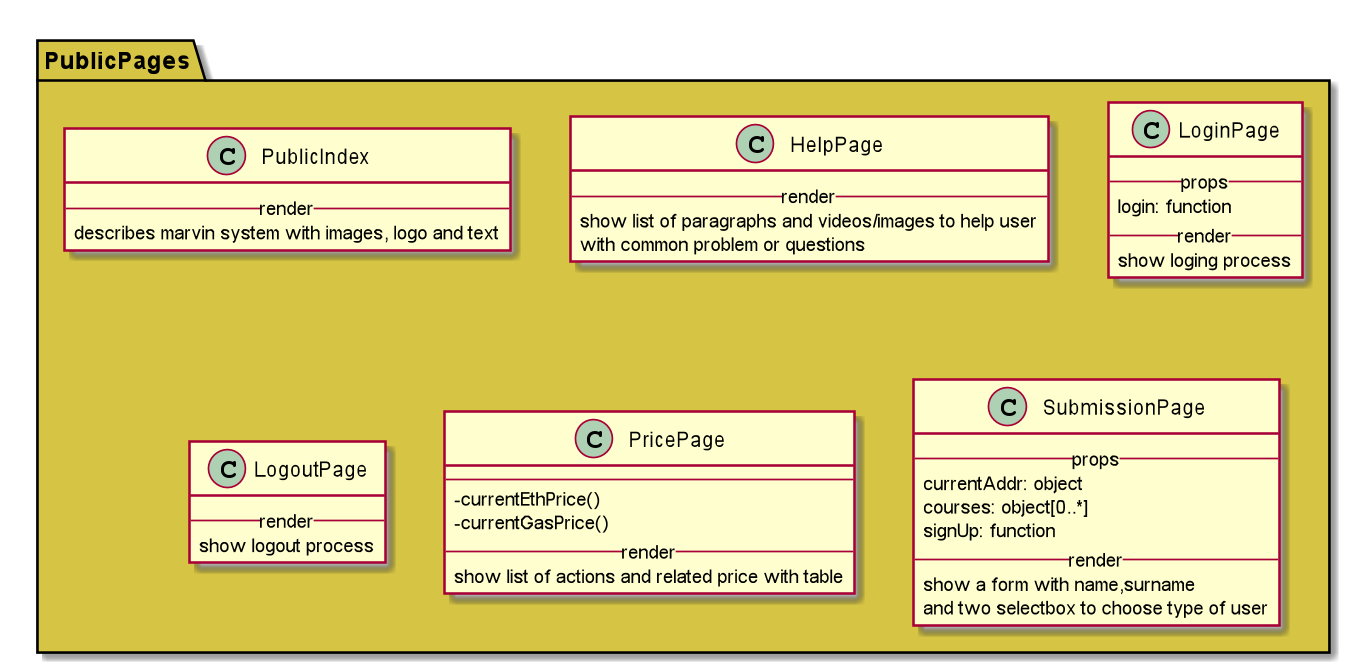 PublicPages
C PublicIndex
render
describes marvin system with images, logo and text
C HelpPage
render
show list of paragraphs and videos/images to help user
with common problem or questions
C LoginPage
props
login: function
render
show loging process
C LogoutPage
render
show logout process
C PricePage
-currentEthPrice()
-currentGasPrice()
render
show list of actions and related price with table
C SubmissionPage
props
currentAddr: object
courses: object[0..*]
signUp: function
render
show a form with name,surname
and two selectbox to choose type of user